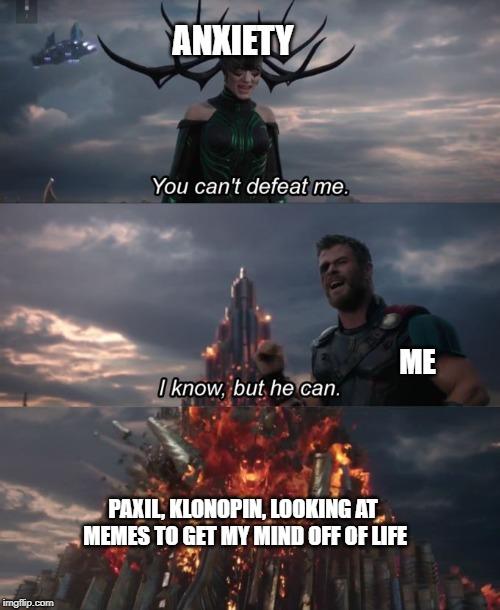 ANXIETY
You can't defeat me.
ME
I know, but he can.
PAXIL, KLONOPIN, LOOKING AT
MEMES TO GET MY MIND OFF OF LIFE
imgflip.com